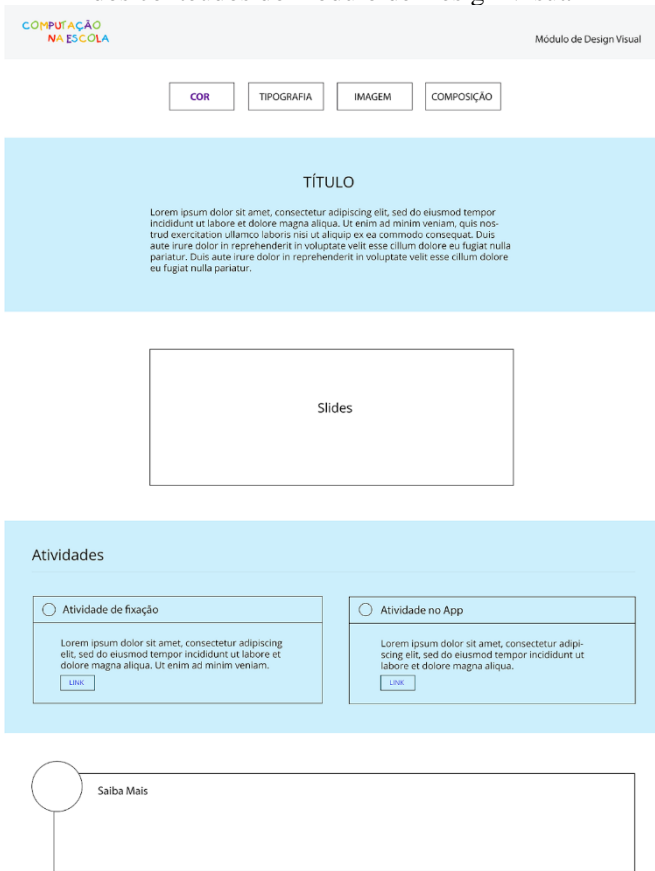 dos conteúdos do Módulo de Design Visual
COMPUTAÇÃO
NA ESCOLA
Módulo de Design Visual
COR
TIPOGRAFIA
IMAGEM
COMPOSIÇÃO
TÍTULO
Lorem ipsum dolor sit amet, consectetur adipiscing elit, sed do eiusmod tempor
incididunt ut labore et dolore magna aliqua. Ut enim ad minim veniam, quis nos-
trud exercitation ullamco laboris nisi ut aliquip ex ea commodo consequat. Duis
aute irure dolor in reprehenderit in voluptate velit esse cillum dolore eu fugiat nulla
pariatur. Duis aute irure dolor in reprehenderit in voluptate velit esse cillum dolore
eu fugiat nulla pariatur.
Slides
Atividades
Atividade de fixação
Lorem ipsum dolor sit amet, consectetur adipiscing
elit, sed do eiusmod tempor incididunt ut labore et
dolore magna aliqua. Ut enim ad minim veniam.
LINK
Atividade no App
Lorem ipsum dolor sit amet, consectetur adipi-
scing elit, sed do eiusmod tempor incididunt ut
labore et dolore magna aliqua.
LINK
Saiba Mais